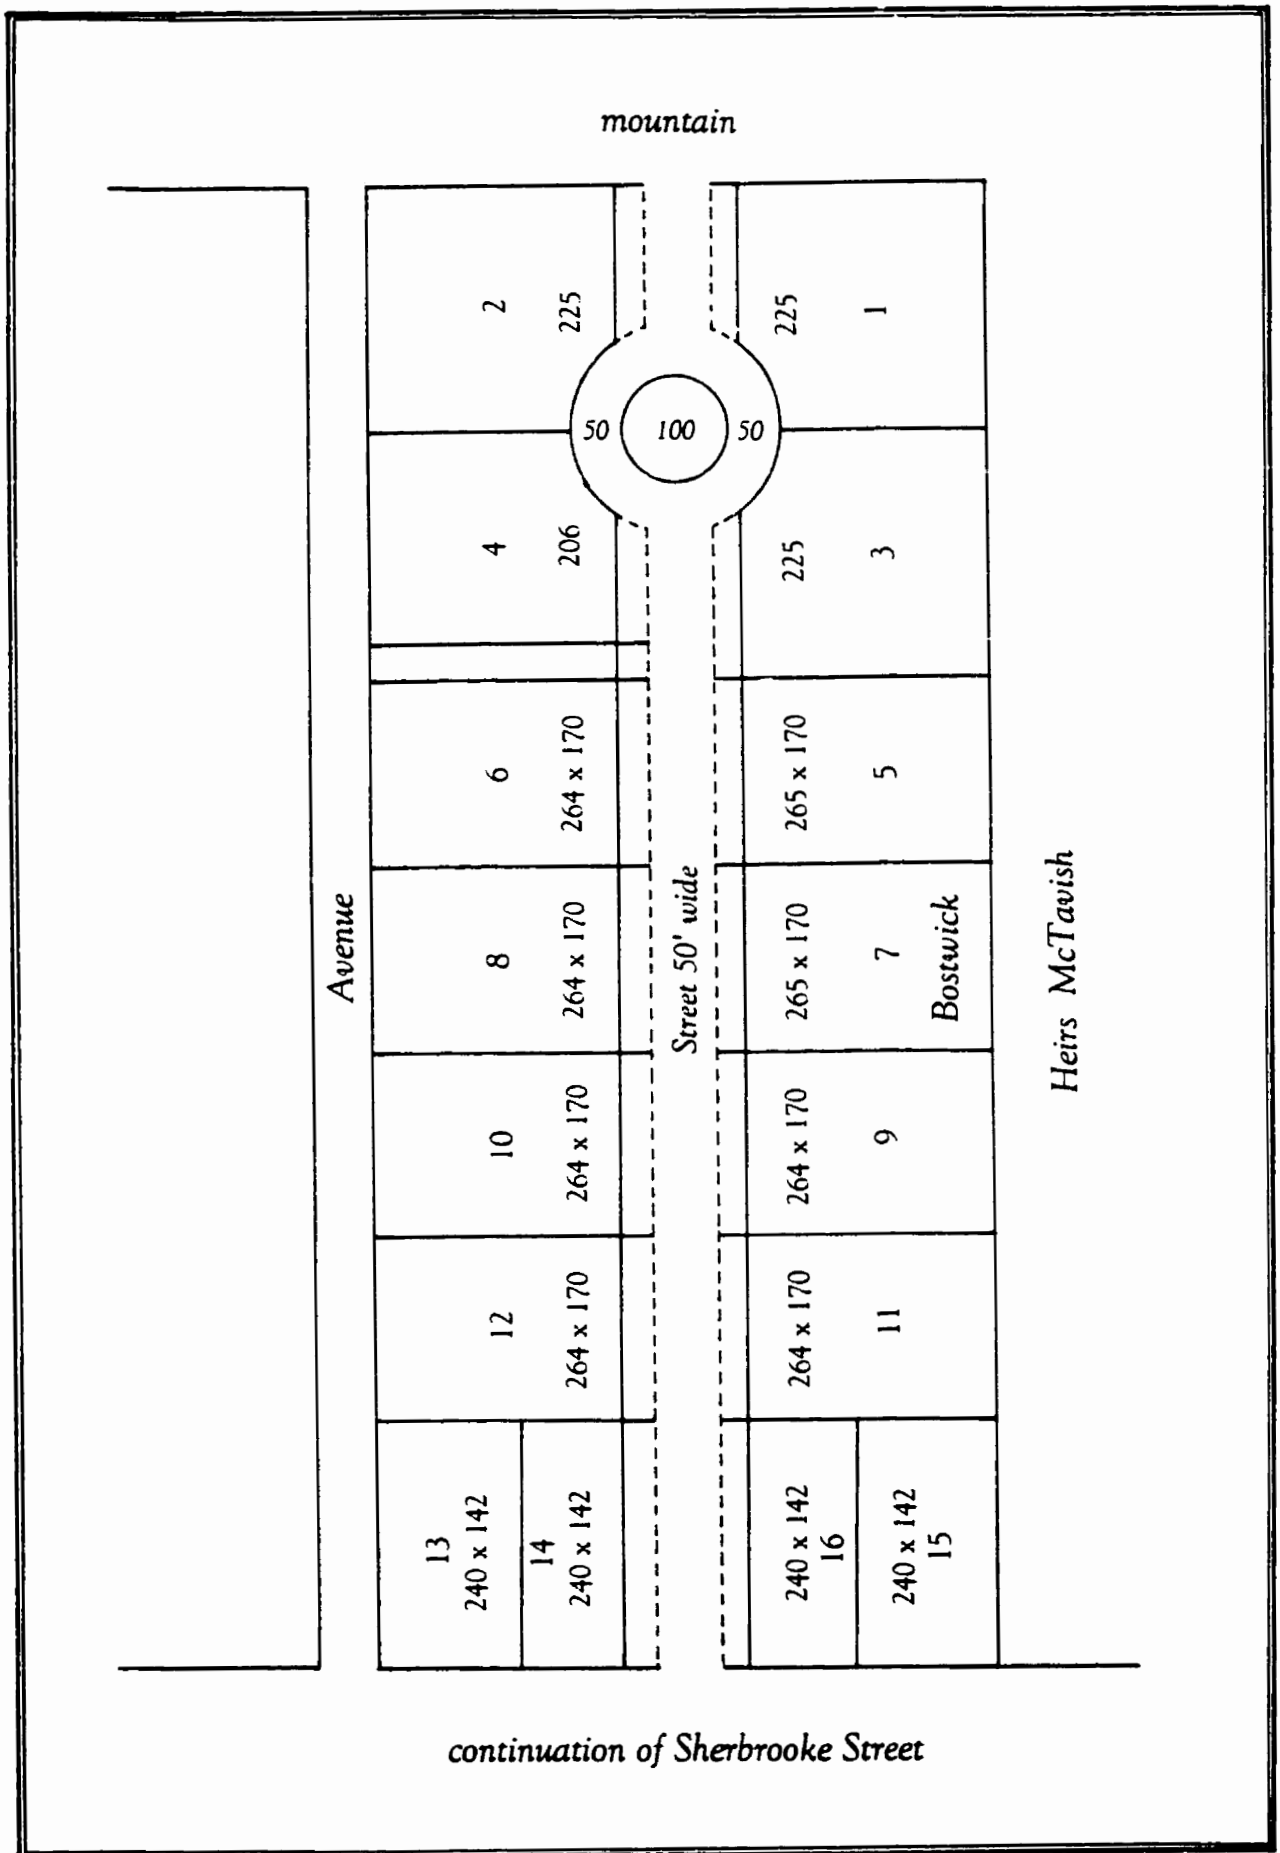 mountain
2
225
225
1
50
100
50
4
206
225
3
6
264 x 170
265 x 170
5
Avenue
8
264 x 170
Street 50' wide
265 x 170
7
Bostwick
Heirs McTavish
10
264 x 170
264 x 170
9
12
264 x 170
264 x 170
11
13
240 x 142
14
240 x 142
240 x 142
16
240 x 142
15
continuation of Sherbrooke Street